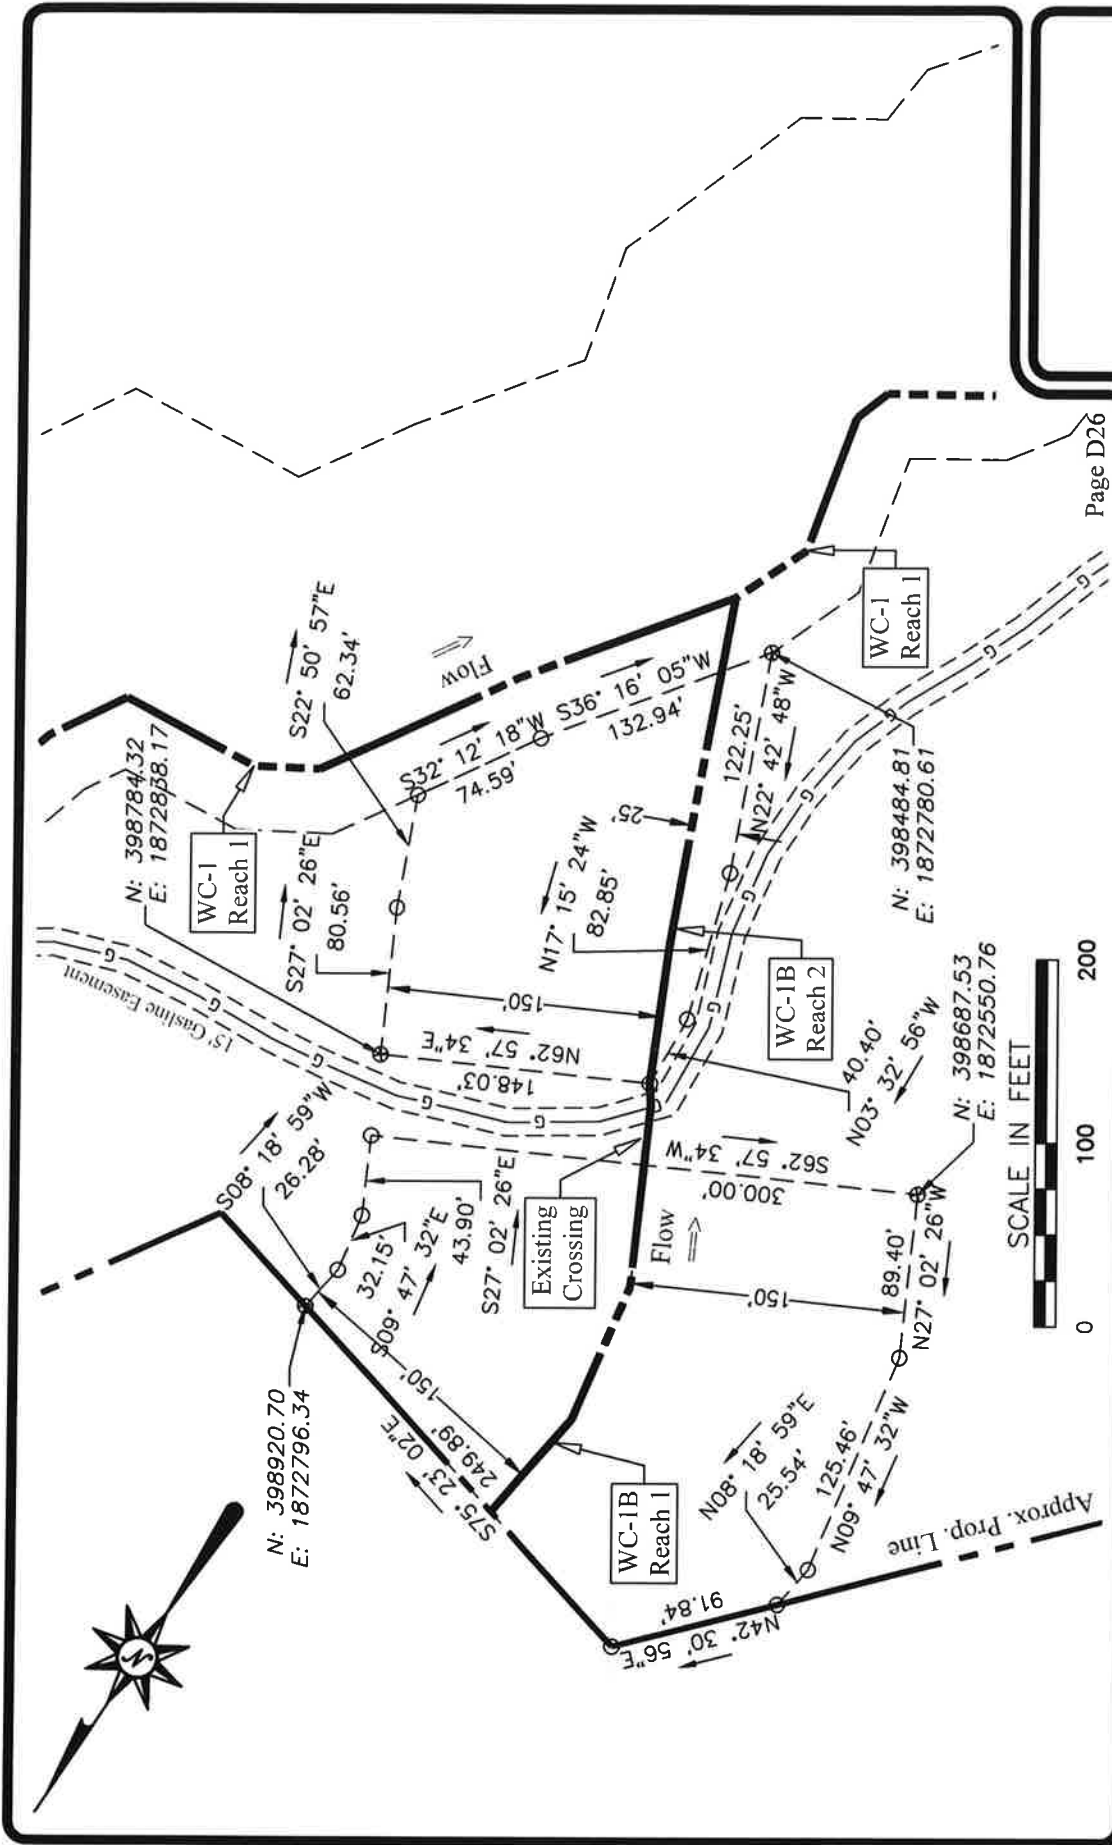 N: 398784.32
E: 1872838.17
WC-1
Reach 1
S22° 50' 57"E
62.34'
Flow
S27° 02' 26"E
80.56'
S32° 12' 18"W
74.59'
S36° 16' 05"W
132.94'
15' Gasline Easement
G
G
G
G
G
G
G
G
G
G
G
25'
N17° 15' 24"W
82.85'
150'
N62° 57' 34"E
148.03'
122.25'
N22° 42' 48"W
WC-1
Reach 1
N: 398484.81
E: 1872780.61
WC-1B
Reach 2
40.40'
N03° 32' 56"W
N: 398687.53
E: 1872550.76
S08° 18' 59"W
26.28'
32.15'
S09° 47' 32"E
43.90'
S27° 02' 26"E
Existing
Crossing
S62° 57' 34"W
300.00'
Flow
150'
89.40'
N27° 02' 26"W
N: 398920.70
E: 1872796.34
150'
249.89'
S75° 23' 02"E
WC-1B
Reach 1
N08° 18' 59"E
25.54'
125.46'
N09° 47' 32"W
91.84'
N42° 30' 56"E
Approx. Prop. Line
N
SCALE IN FEET
0 100 200
Page D26